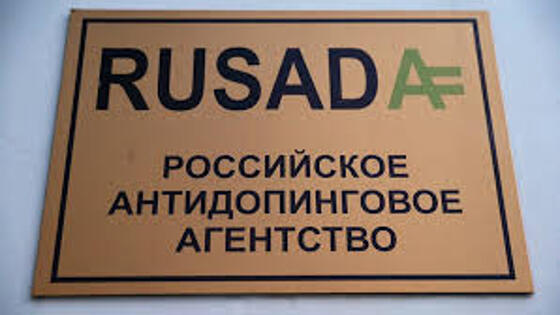 RUSADA
РОССИЙСКОЕ
АНТИДОПИНГОВОЕ
АГЕНТСТВО